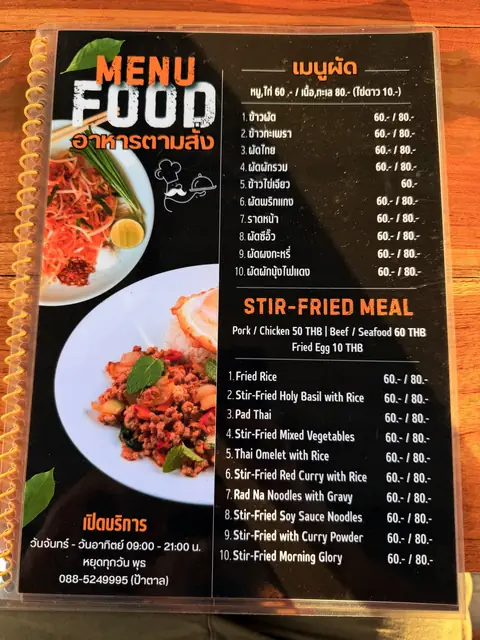 MENU
FOOD
อาหารตามสั่ง
เปิดบริการ
วันจันทร์ - วันอาทิตย์ 09:00 - 21:00 น.
หยุดทุกวัน พุธ
088-5249995 (ป้าตาล)
เมนูผัด
หมู,ไก่ 60 ,- / เนื้อ,ทะเล 80.- (ไข่ดาว 10.-)
1. ข้าวผัด 60.- / 80.-
2. ข้าวกะเพรา 60.- / 80.-
3. ผัดไทย 60.- / 80.-
4. ผัดผักรวม 60.- / 80.-
5. ข้าวไข่เจียว 60.-
6. ผัดพริกแกง 60.- / 80.-
7. ราดหน้า 60.- / 80.-
8. ผัดซีอิ๊ว 60.- / 80.-
9. ผัดผงกะหรี่ 60.- / 80.-
10. ผัดผักบุ้งไฟแดง 60.- / 80.-
STIR-FRIED MEAL
Pork / Chicken 50 THB | Beef / Seafood 60 THB
Fried Egg 10 THB
1. Fried Rice 60.- / 80.-
2. Stir-Fried Holy Basil with Rice 60.- / 80.-
3. Pad Thai 60.- / 80.-
4. Stir-Fried Mixed Vegetables 60.- / 80.-
5. Thai Omelet with Rice 60.- / 80.-
6. Stir-Fried Red Curry with Rice 60.- / 80.-
7. Rad Na Noodles with Gravy 60.- / 80.-
8. Stir-Fried Soy Sauce Noodles 60.- / 80.-
9. Stir-Fried with Curry Powder 60.- / 80.-
10. Stir-Fried Morning Glory 60.- / 80.-